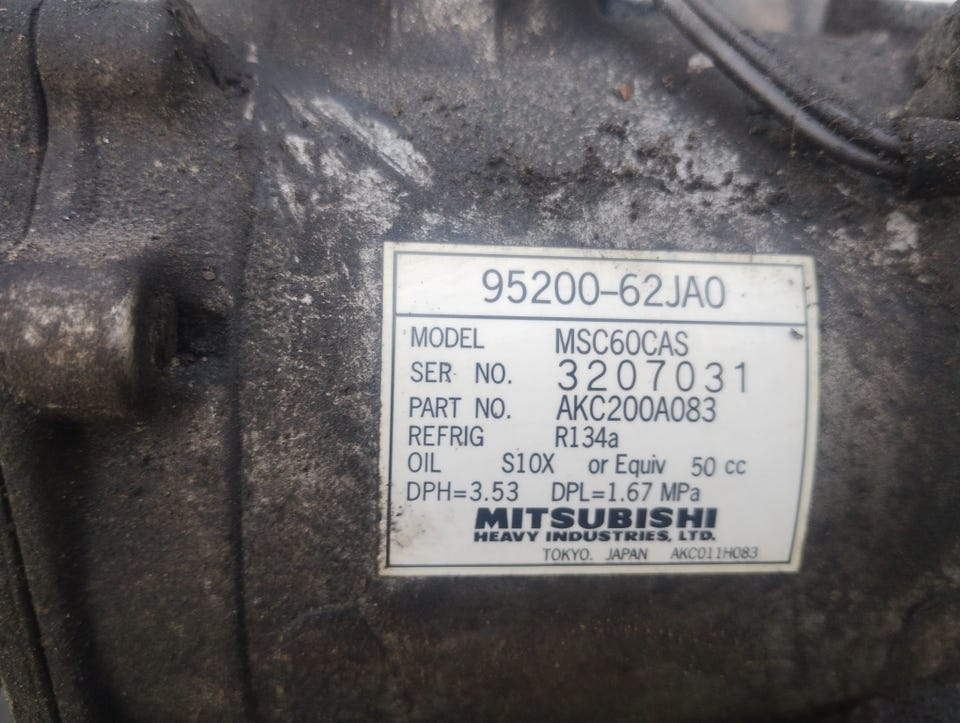 95200-62JA0
MODEL MSC60CAS
SER NO. 3207031
PART NO. AKC200A083
REFRIG R134a
OIL S10X or Equiv 50 cc
DPH=3.53 DPL=1.67 MPa
MITSUBISHI
HEAVY INDUSTRIES, LTD.
TOKYO. JAPAN AKC011H083